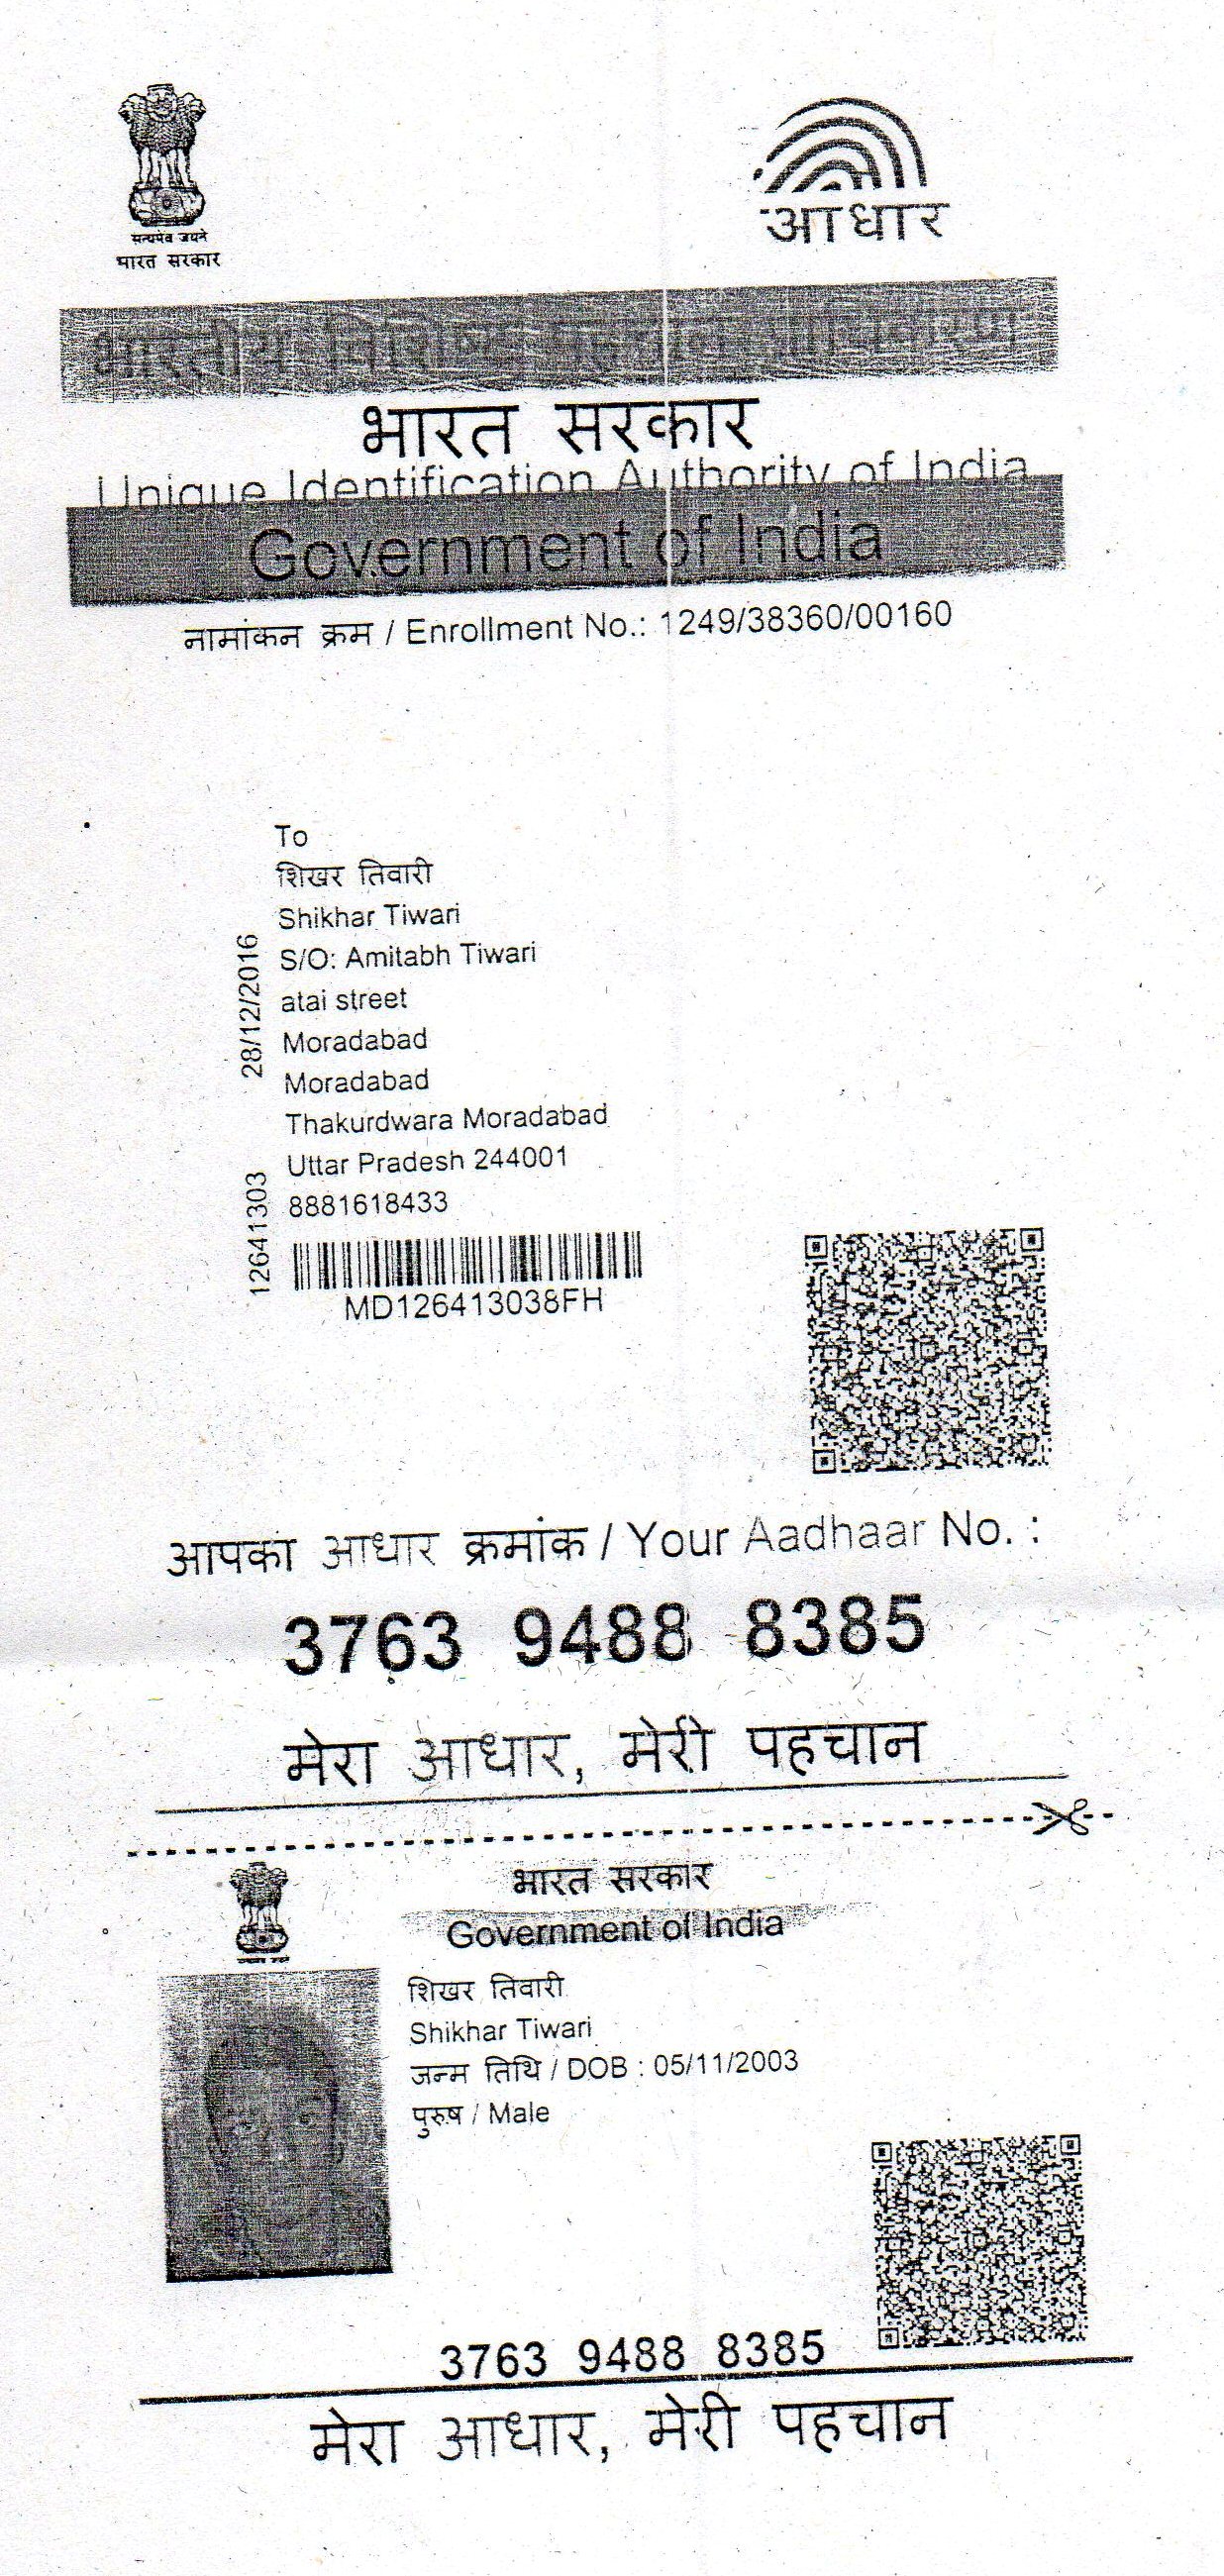 सत्यमेव जयते
भारत सरकार
आधार
भारतीय विशिष्ट पहचान प्राधिकरण
भारत सरकार
Unique Identification Authority of India
Government of India
नामांकन क्रम / Enrollment No.: 1249/38360/00160
To
शिखर तिवारी
Shikhar Tiwari
S/O: Amitabh Tiwari
atai street
Moradabad
Moradabad
Thakurdwara Moradabad
Uttar Pradesh 244001
8881618433
28/12/2016
12641303
MD126413038FH
आपका आधार क्रमांक / Your Aadhaar No. :
3763 9488 8385
मेरा आधार, मेरी पहचान
भारत सरकार
Government of India
शिखर तिवारी
Shikhar Tiwari
जन्म तिथि / DOB : 05/11/2003
पुरुष / Male
3763 9488 8385
मेरा आधार, मेरी पहचान